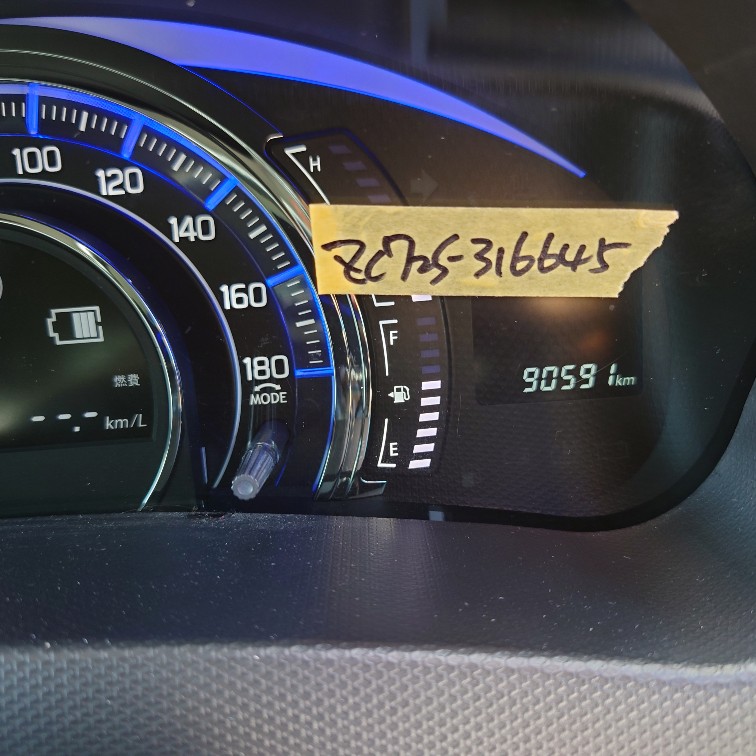 100
120
140
160
180
MODE
H
ZC72S-316645
F
E
燃費
--.- km/L
90591 km